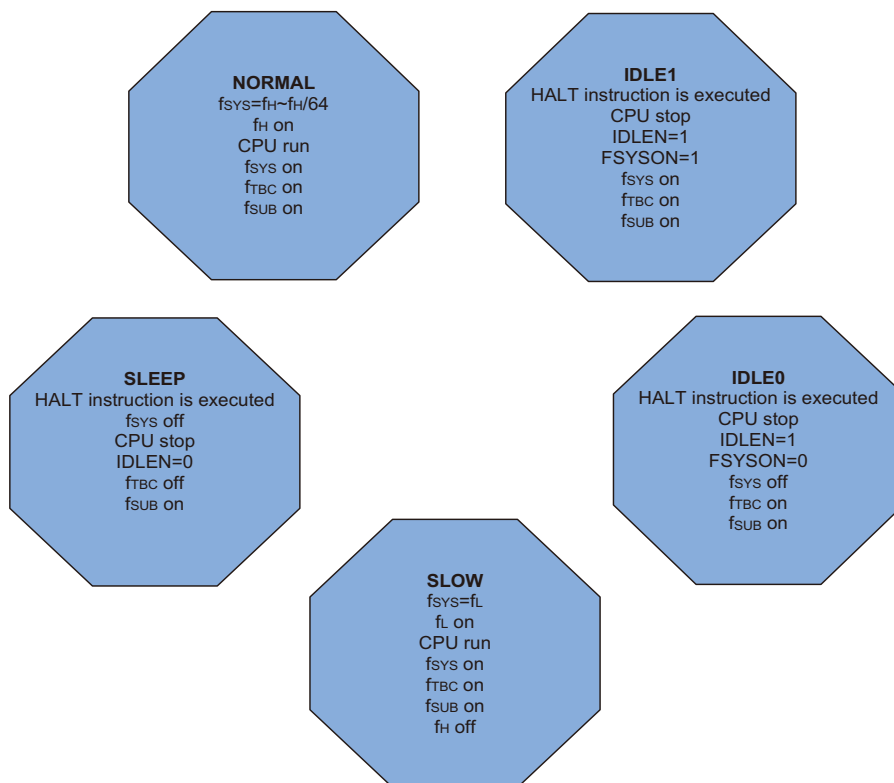 NORMAL
fSYS=fH~fH/64
fH on
CPU run
fSYS on
fTBC on
fSUB on
IDLE1
HALT instruction is executed
CPU stop
IDLEN=1
FSYSON=1
fSYS on
fTBC on
fSUB on
SLEEP
HALT instruction is executed
fSYS off
CPU stop
IDLEN=0
fTBC off
fSUB on
IDLE0
HALT instruction is executed
CPU stop
IDLEN=1
FSYSON=0
fSYS off
fTBC on
fSUB on
SLOW
fSYS=fL
fL on
CPU run
fSYS on
fTBC on
fSUB on
fH off